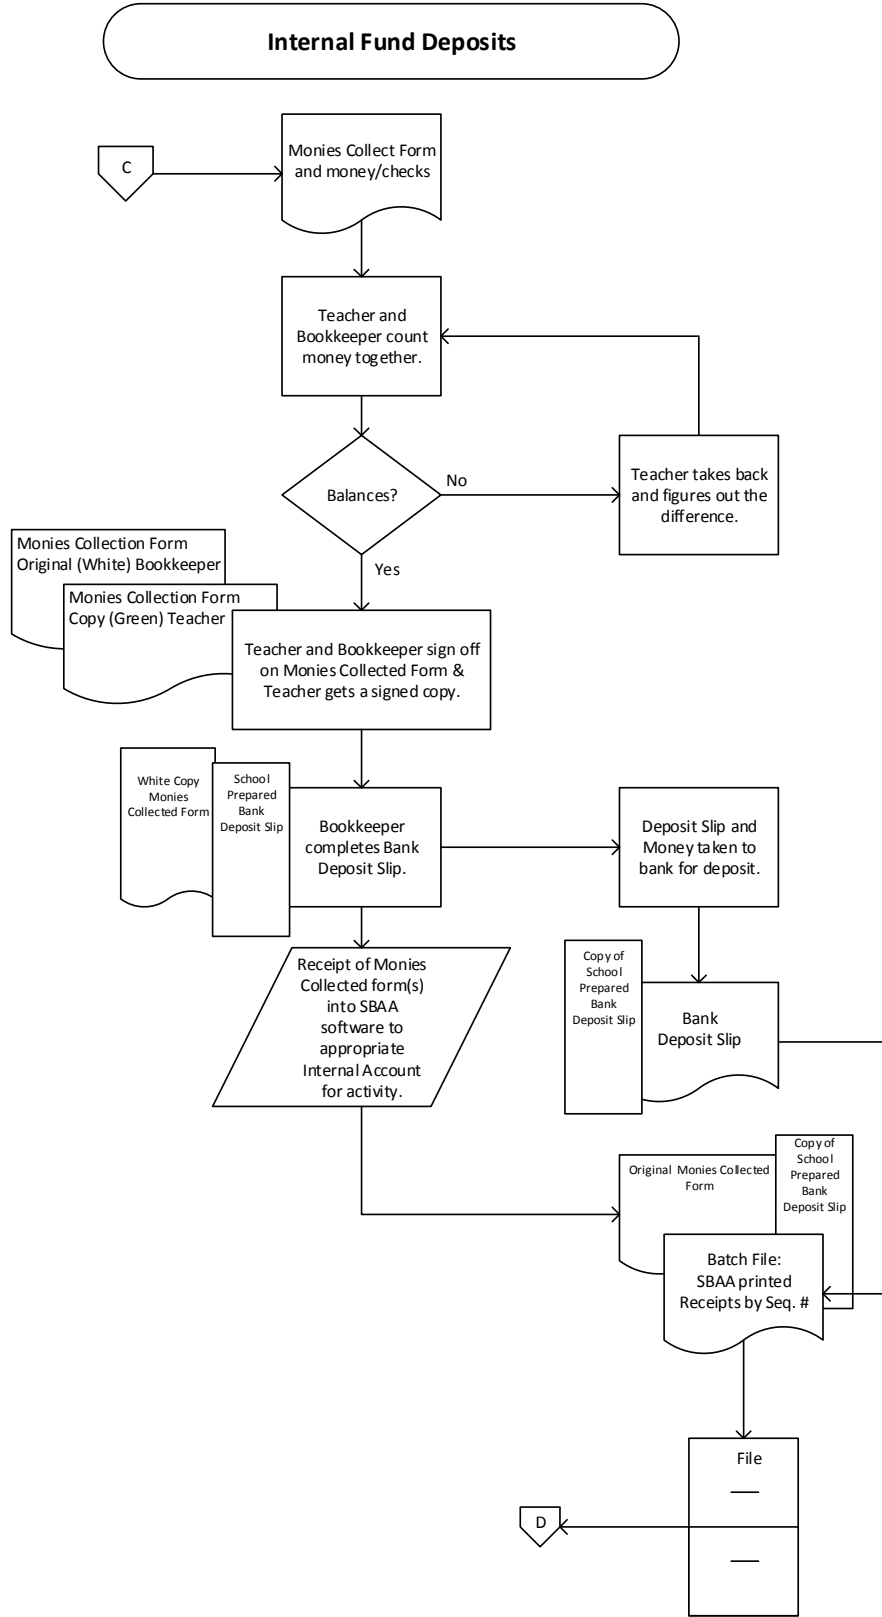 Internal Fund Deposits
C
Monies Collect Form
and money/checks
Teacher and
Bookkeeper count
money together.
Balances?
No
Teacher takes back
and figures out the
difference.
Yes
Monies Collection Form
Original (White) Bookkeeper
Monies Collection Form
Copy (Green) Teacher
Teacher and Bookkeeper sign off
on Monies Collected Form &
Teacher gets a signed copy.
White Copy
Monies
Collected Form
School
Prepared
Bank
Deposit Slip
Bookkeeper
completes Bank
Deposit Slip.
Deposit Slip and
Money taken to
bank for deposit.
Receipt of Monies
Collected form(s)
into SBAA
software to
appropriate
Internal Account
for activity.
Copy of
School
Prepared
Bank
Deposit Slip
Bank
Deposit Slip
Original Monies Collected
Form
Copy of
School
Prepared
Bank
Deposit Slip
Batch File:
SBAA printed
Receipts by Seq. #
File
D